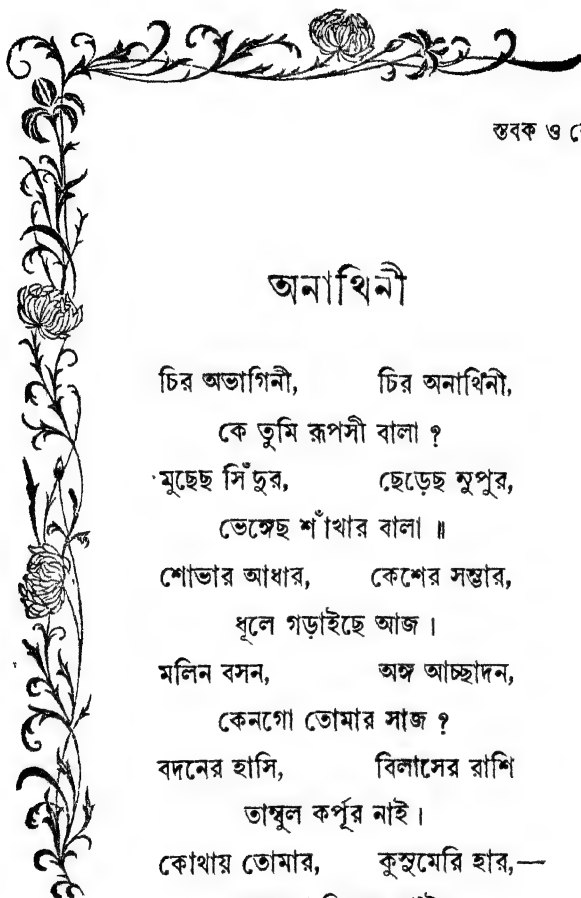 স্তবক ও
অনাথিনী
চির অভাগিনী, চির অনাথিনী,
কে তুমি রূপসী বালা ?
মুছেছ সিঁদুর, ছেড়েছ নুপুর,
ভেঙ্গেছ শাঁখার বালা ॥
শোভার আধার, কেশের সম্ভার,
ধূলে গড়াইছে আজ ।
মলিন বসন, অঙ্গ আচ্ছাদন,
কেনগো তোমার সাজ ?
বদনের হাসি, বিলাসের রাশি
তাম্বুল কর্পূর নাই ।
কোথায় তোমার, কুসুমেরি হার,—